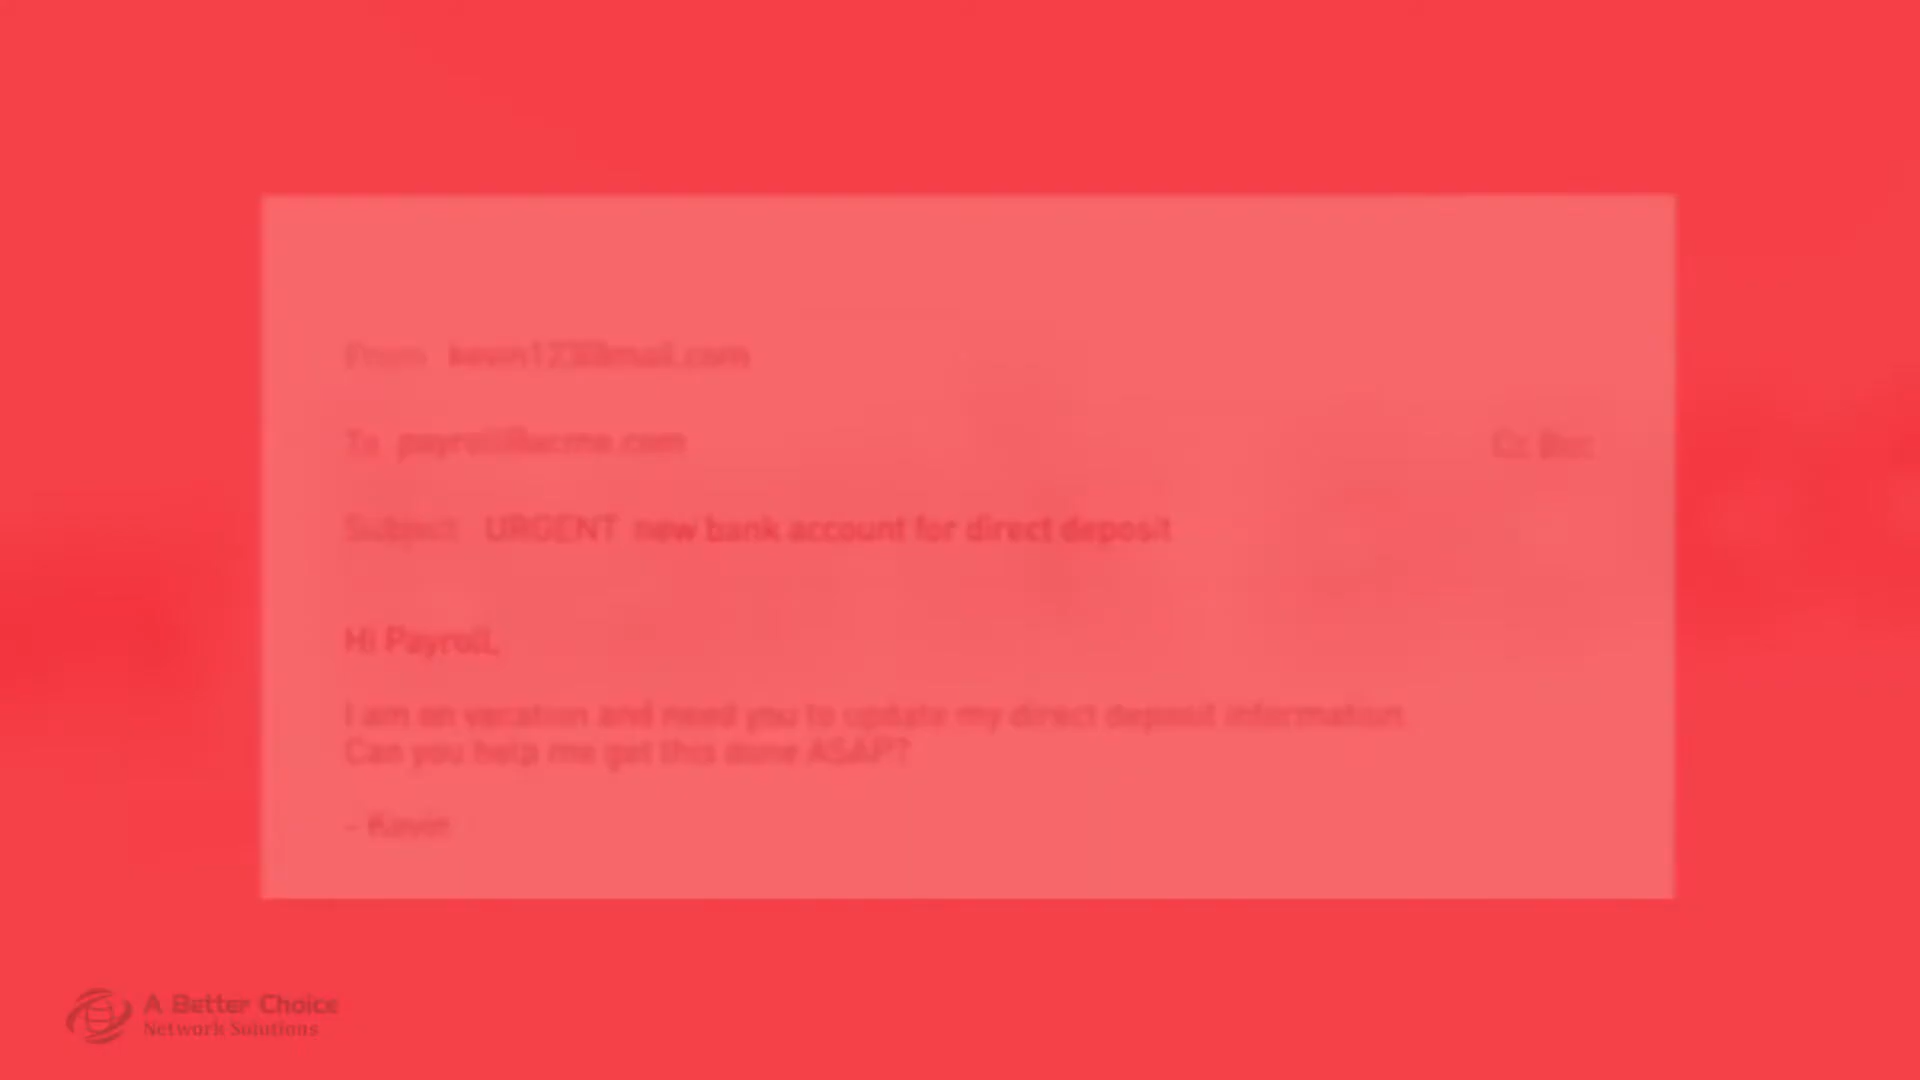 From kevin123@mail.com
To payroll@acme.com
Cc Bcc
Subject URGENT new bank account for direct deposit
Hi Payroll,
I am on vacation and need you to update my direct deposit information.
Can you help me get this done ASAP?
- Kevin
A Better Choice
Network Solutions